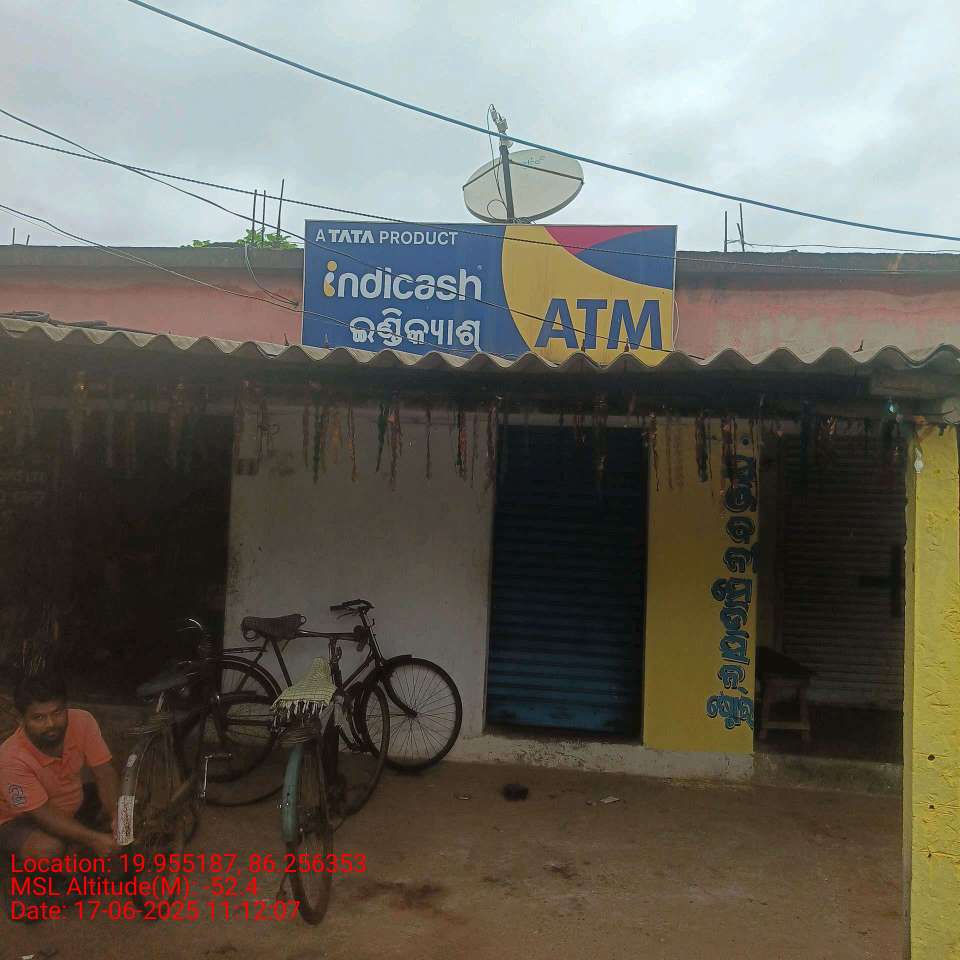 A TATA PRODUCT
indicash
ଇଣ୍ଡିକ୍ୟାଶ୍
ATM
Location: 19.955187, 86.256353
MSL Altitude(M): -52.4
Date: 17-06-2025 11:12:07